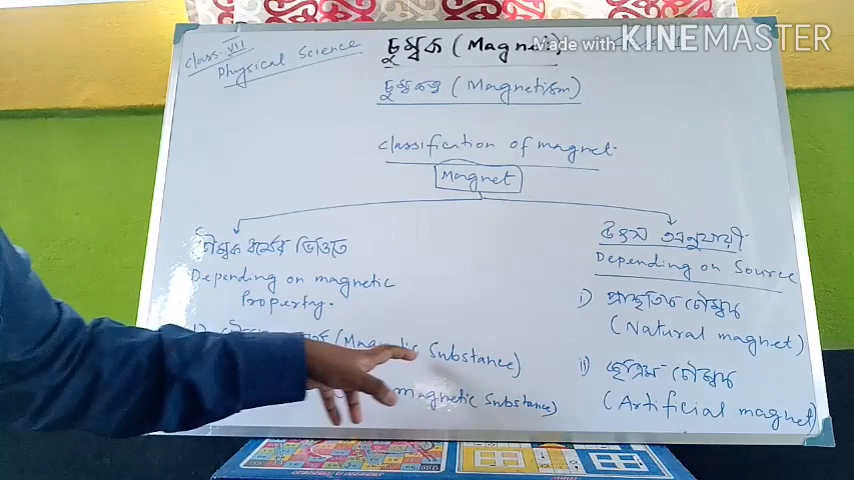 Class-VII
Physical Science
চুম্বক (Magnet)
Made with KINEMASTER
চুম্বকত্ব (Magnetism)
Classification of magnet.
Magnet
চৌম্বক ধর্মের ভিত্তিতে
Depending on magnetic
Property.
(Magnetic Substance)
magnetic Substance)
উৎস অনুযায়ী
Depending on Source
i) প্রাকৃতিক চৌম্বক
(Natural magnet)
ii) কৃত্রিম চৌম্বক
(Artificial magnet)